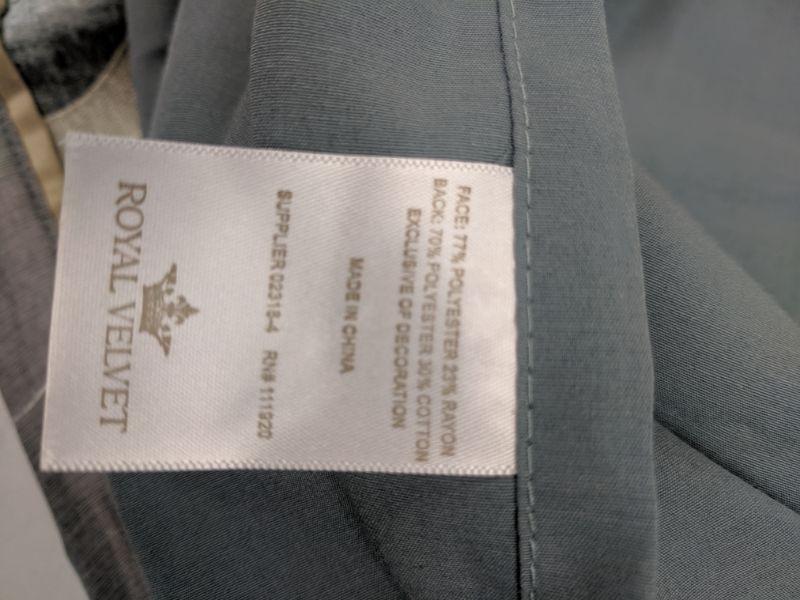 FACE: 77% POLYESTER 23% RAYON
BACK: 70% POLYESTER 30% COTTON
EXCLUSIVE OF DECORATION
MADE IN CHINA
SUPPLIER 02318-4 RN# 111920
ROYAL VELVET